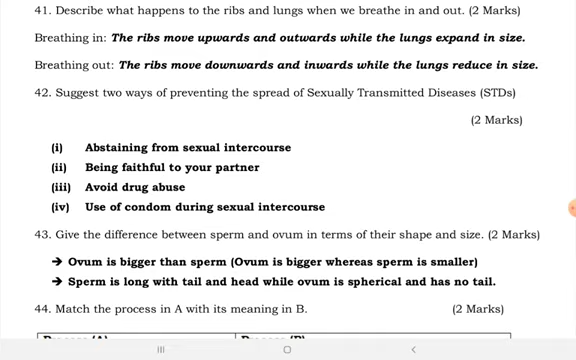 41. Describe what happens to the ribs and lungs when we breathe in and out. (2 Marks)
Breathing in: The ribs move upwards and outwards while the lungs expand in size.
Breathing out: The ribs move downwards and inwards while the lungs reduce in size.
42. Suggest two ways of preventing the spread of Sexually Transmitted Diseases (STDs)
(2 Marks)
(i) Abstaining from sexual intercourse
(ii) Being faithful to your partner
(iii) Avoid drug abuse
(iv) Use of condom during sexual intercourse
43. Give the difference between sperm and ovum in terms of their shape and size. (2 Marks)
➔ Ovum is bigger than sperm (Ovum is bigger whereas sperm is smaller)
➔ Sperm is long with tail and head while ovum is spherical and has no tail.
44. Match the process in A with its meaning in B. (2 Marks)